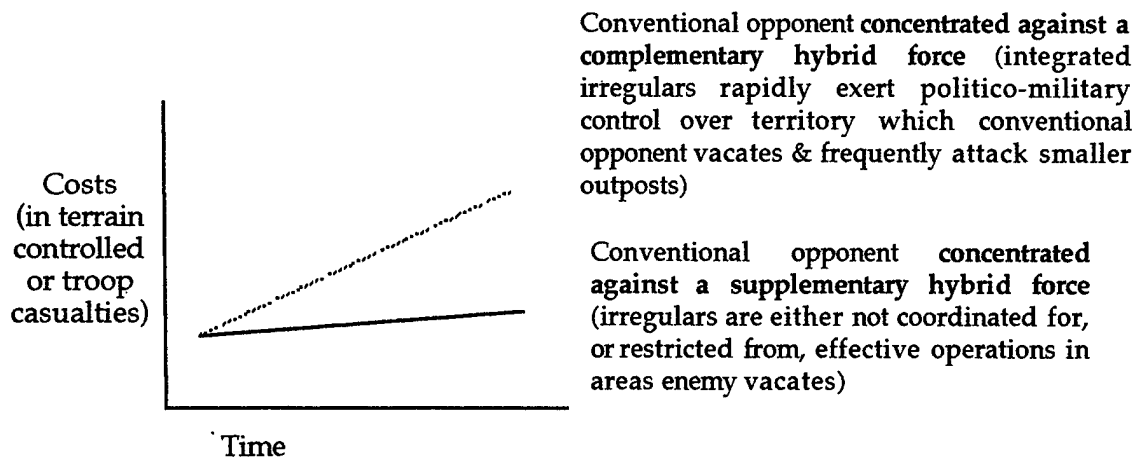 Conventional opponent concentrated against a
complementary hybrid force (integrated
irregulars rapidly exert politico-military
control over territory which conventional
opponent vacates & frequently attack smaller
outposts)
Costs
(in terrain
controlled
or troop
casualties)
Conventional opponent concentrated
against a supplementary hybrid force
(irregulars are either not coordinated for,
or restricted from, effective operations in
areas enemy vacates)
Time